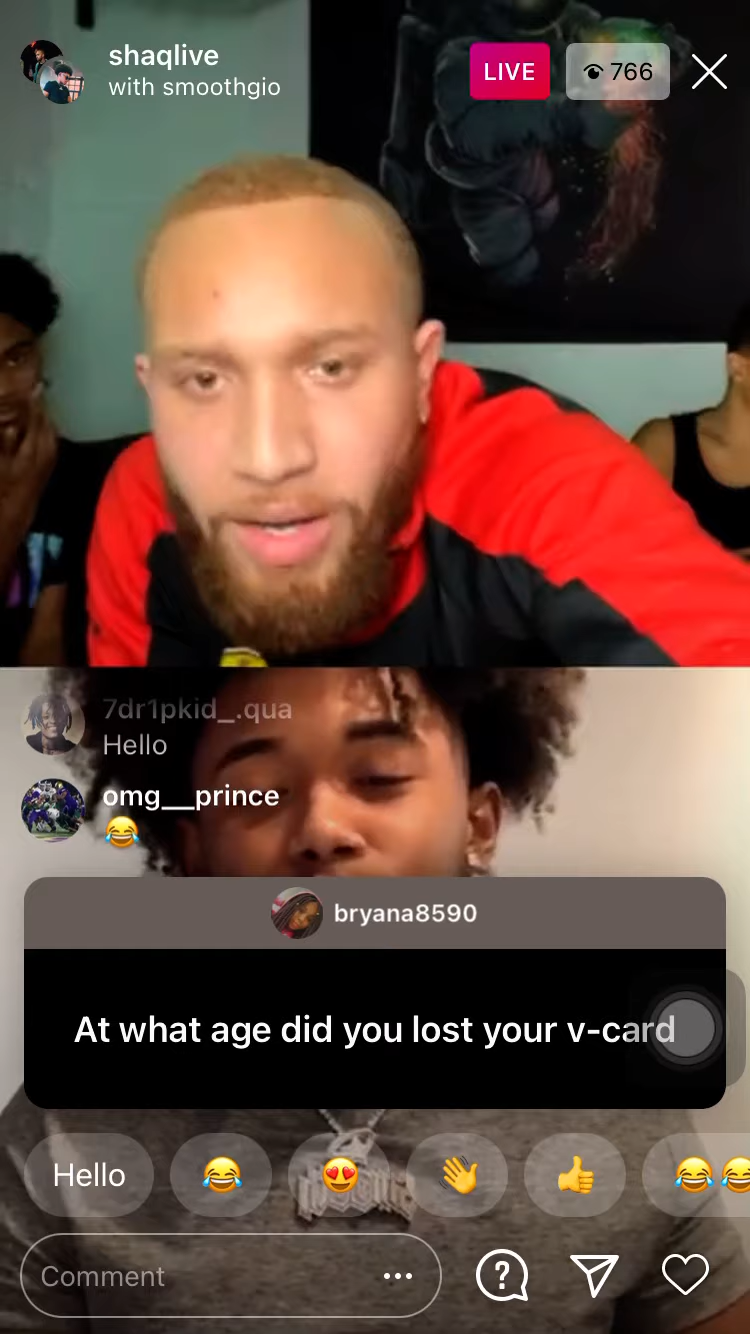 shaqlive
with smoothgio
LIVE
766
7dr1pkid_.qua
Hello
omg__prince
😂
bryana8590
At what age did you lost your v-card
Hello 😂 😍 👋 👍 😂 😂
Comment